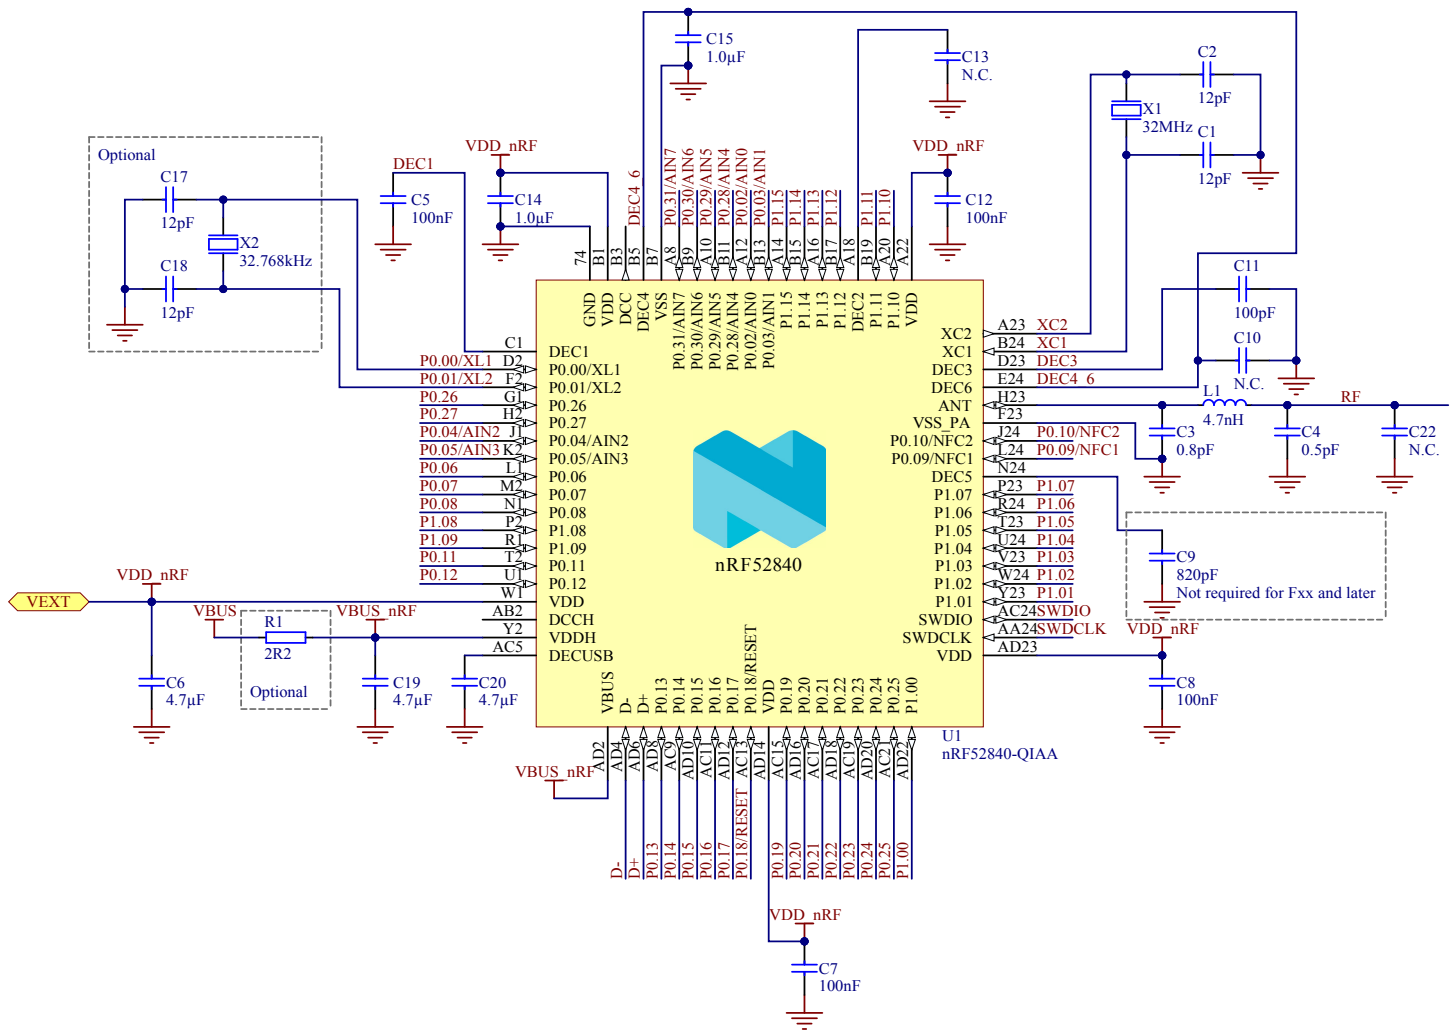 C15
1.0µF
C13
N.C.
C2
12pF
X1
32MHz
C1
12pF
Optional
C17
12pF
X2
32.768kHz
C18
12pF
DEC1
C5
100nF
VDD_nRF
C14
1.0µF
DEC4_6
P0.31/AIN7
P0.30/AIN6
P0.29/AIN5
P0.28/AIN4
P0.02/AIN0
P0.03/AIN1
P1.15
P1.14
P1.13
P1.12
P1.11
P1.10
VDD_nRF
C12
100nF
74
B1
B3
B5
B7
A8
B9
A10
B11
A12
B13
A14
B15
A16
B17
A18
B19
A20
A22
GND
VDD
DCC
DEC4
VSS
P0.31/AIN7
P0.30/AIN6
P0.29/AIN5
P0.28/AIN4
P0.02/AIN0
P0.03/AIN1
P1.15
P1.14
P1.13
P1.12
DEC2
P1.11
P1.10
VDD
C11
100pF
C10
N.C.
C1 DEC1
P0.00/XL1 D2 P0.00/XL1
P0.01/XL2 F2 P0.01/XL2
P0.26 G1 P0.26
P0.27 H2 P0.27
P0.04/AIN2 J1 P0.04/AIN2
P0.05/AIN3 K2 P0.05/AIN3
P0.06 L1 P0.06
P0.07 M2 P0.07
P0.08 N1 P0.08
P1.08 P2 P1.08
P1.09 R1 P1.09
P0.11 T2 P0.11
P0.12 U1 P0.12
W1 VDD
AB2 DCCH
Y2 VDDH
AC5 DECUSB
XC2 A23 XC2
XC1 B24 XC1
DEC3 D23 DEC3
DEC6 E24 DEC4_6
ANT H23
VSS_PA F23
P0.10/NFC2 J24 P0.10/NFC2
P0.09/NFC1 L24 P0.09/NFC1
DEC5 N24
P1.07 P23 P1.07
P1.06 R24 P1.06
P1.05 T23 P1.05
P1.04 U24 P1.04
P1.03 V23 P1.03
P1.02 W24 P1.02
P1.01 Y23 P1.01
SWDIO AC24 SWDIO
SWDCLK AA24 SWDCLK
VDD AD23
L1
4.7nH
RF
C3
0.8pF
C4
0.5pF
C22
N.C.
C9
820pF
Not required for Fxx and later
VDD_nRF
C8
100nF
nRF52840
VDD_nRF
VEXT
VBUS
R1
2R2
Optional
VBUS_nRF
C6
4.7µF
C19
4.7µF
C20
4.7µF
VBUS
D-
D+
P0.13
P0.14
P0.15
P0.16
P0.17
P0.18/RESET
VDD
P0.19
P0.20
P0.21
P0.22
P0.23
P0.24
P0.25
P1.00
U1
nRF52840-QIAA
AD2
AD4
AD6
AD8
AC9
AD10
AC11
AD12
AC13
AD14
AC15
AD16
AC17
AD18
AC19
AD20
AC21
AD22
VBUS_nRF
D-
D+
P0.13
P0.14
P0.15
P0.16
P0.17
P0.18/RESET
P0.19
P0.20
P0.21
P0.22
P0.23
P0.24
P0.25
P1.00
VDD_nRF
C7
100nF